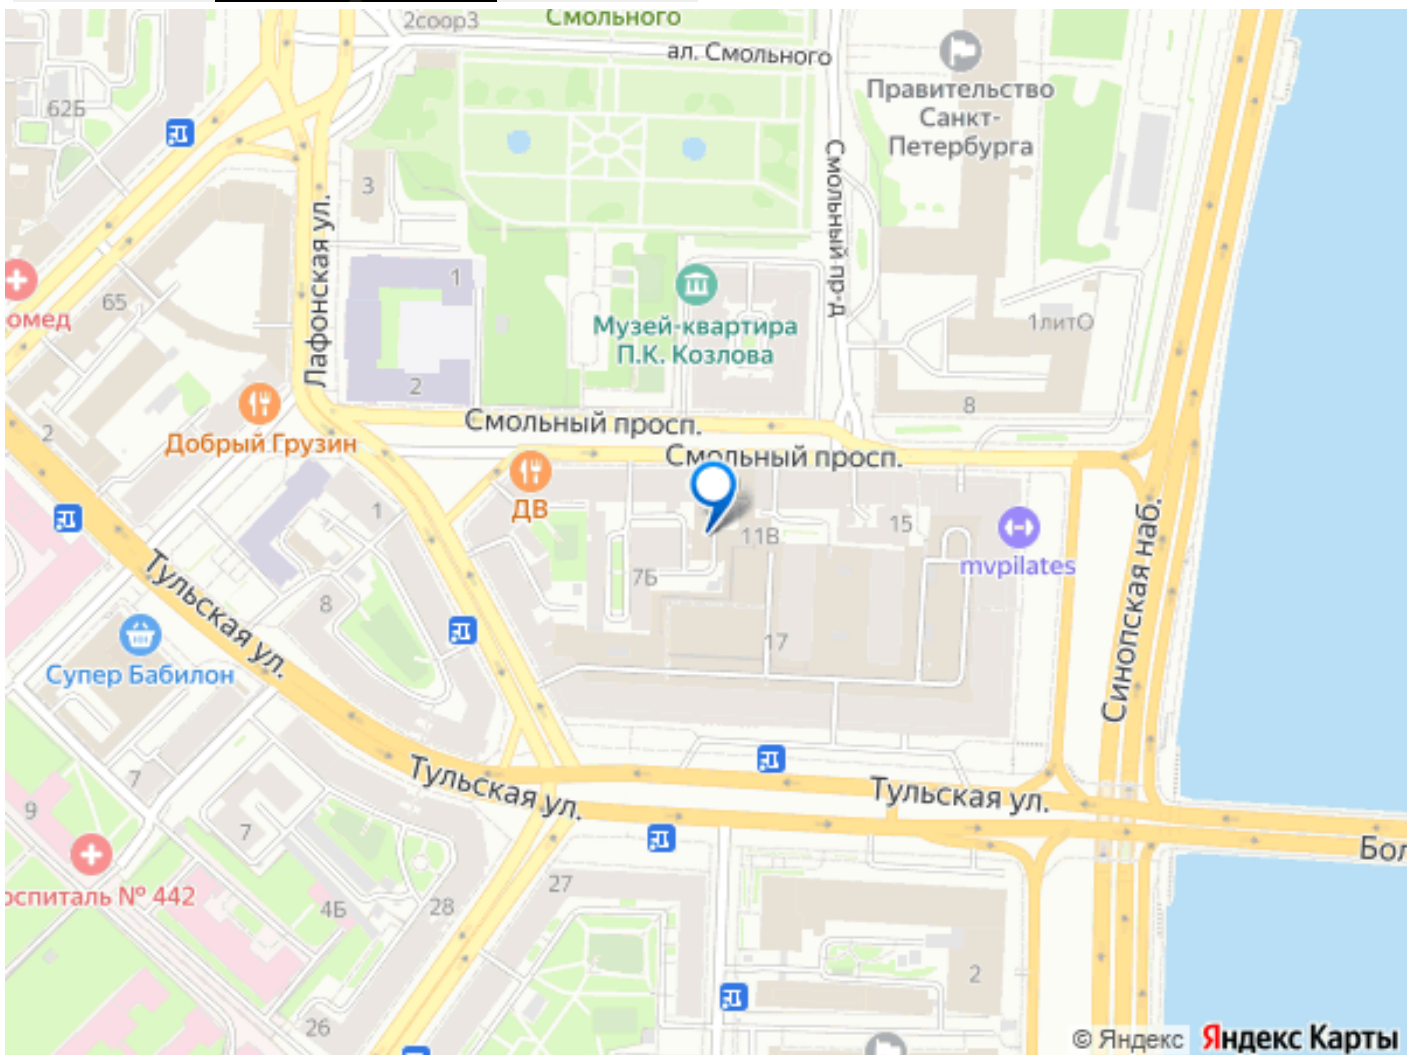 2соор3
Смольного
ал. Смольного
Правительство
Санкт-
Петербурга
62Б
3
Смольный пр-д
Лафонская ул.
1
65
омед
Музей-квартира
П.К. Козлова
1литО
2
8
Добрый Грузин
2
Смольный просп.
Смольный просп.
ДВ
1
11В
15
mvpilates
7Б
Синопская наб.
Тульская ул.
8
17
Супер Бабилон
7
9
7
Тульская ул.
Тульская ул.
Бол
оспиталь № 442
4Б
28
27
2
26
© Яндекс Яндекс Карты